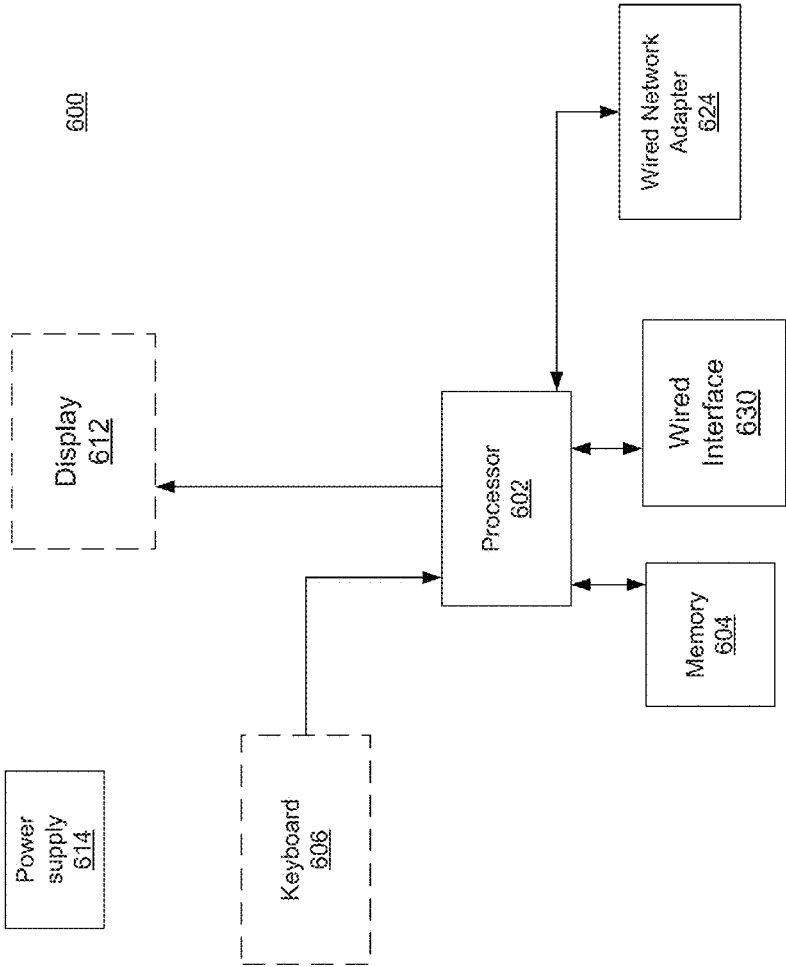 600
Power
supply
614
Keyboard
606
Display
612
Processor
602
Memory
604
Wired
Interface
630
Wired Network
Adapter
624